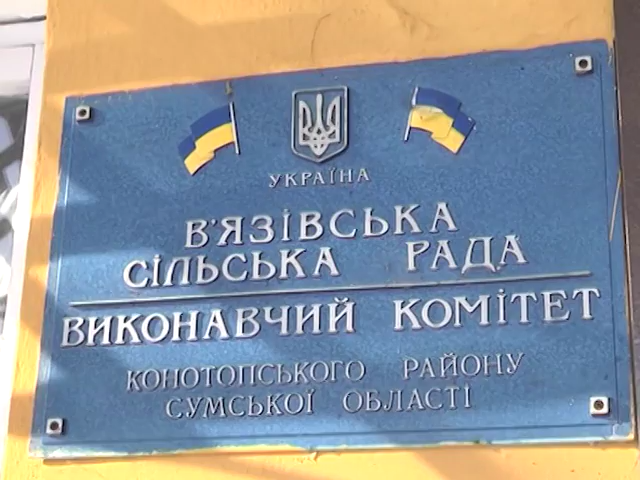 УКРАЇНА
В'ЯЗІВСЬКА
СІЛЬСЬКА РАДА
ВИКОНАВЧИЙ КОМІТЕТ
КОНОТОПСЬКОГО РАЙОНУ
СУМСЬКОЇ ОБЛАСТІ